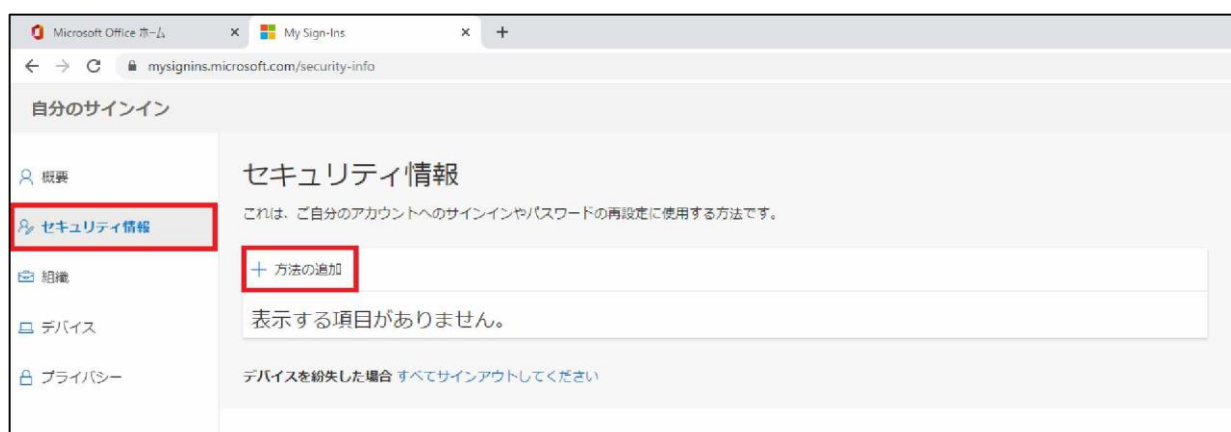 Microsoft Office ホーム
My Sign-Ins
mysignins.microsoft.com/security-info
自分のサインイン
概要
セキュリティ情報
組織
デバイス
プライバシー
セキュリティ情報
これは、ご自分のアカウントへのサインインやパスワードの再設定に使用する方法です。
+ 方法の追加
表示する項目がありません。
デバイスを紛失した場合 すべてサインアウトしてください